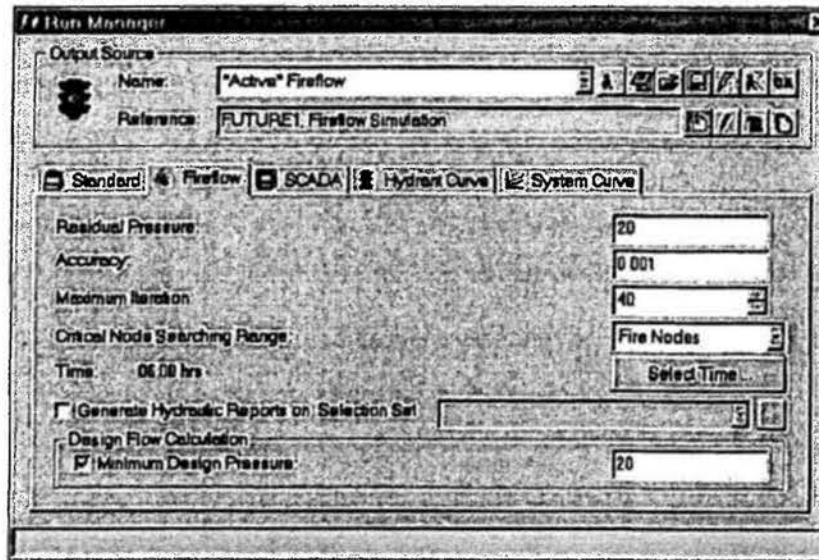 Run Manager
Output Source
Name: "Active" Fireflow
Reference: FUTURE1, Fireflow Simulation
Standard Fireflow SCADA Hydrant Curve System Curve
Residual Pressure: 20
Accuracy: 0.001
Maximum Iteration 40
Critical Node Searching Range: Fire Nodes
Time: 06:00 hrs Select Time...
Generate Hydraulic Reports on: Selection Set
Design Flow Calculation
Minimum Design Pressure: 20